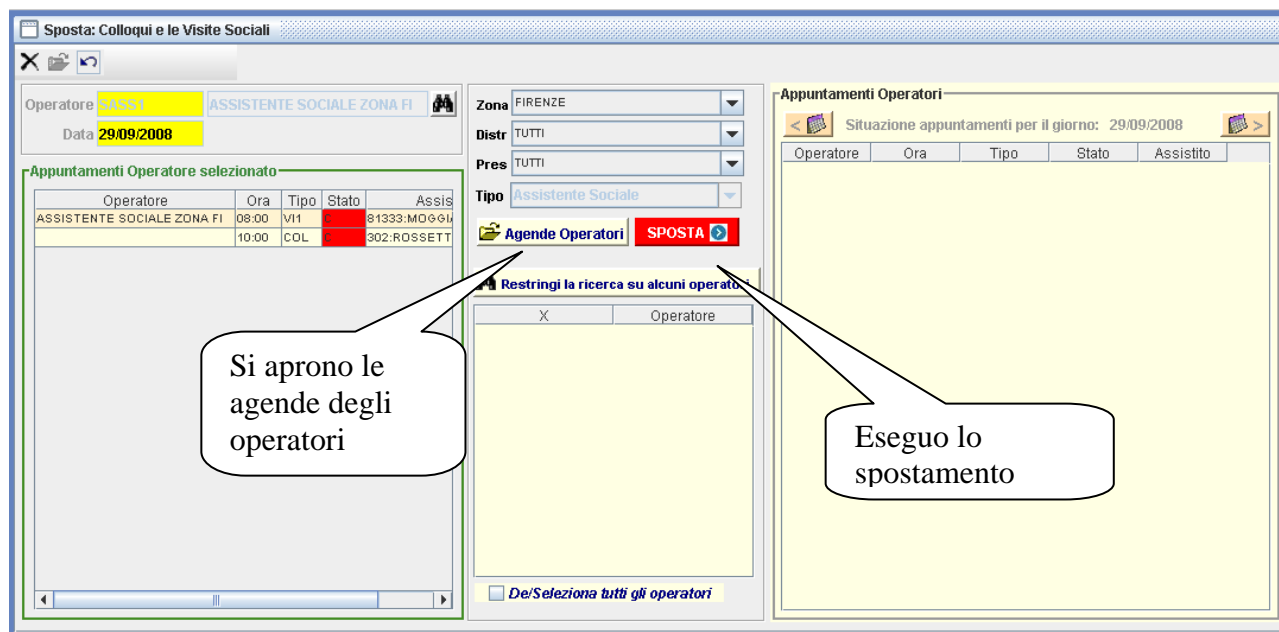 Sposta: Colloqui e le Visite Sociali
Operatore SASS1 ASSISTENTE SOCIALE ZONA FI
Data 29/09/2008
Appuntamenti Operatore selezionato
Operatore Ora Tipo Stato Assis
ASSISTENTE SOCIALE ZONA FI 08:00 VI1 C 81333:MOGGI
10:00 COL C 302:ROSSETT
Zona FIRENZE
Distr TUTTI
Pres TUTTI
Tipo Assistente Sociale
Agende Operatori SPOSTA
Restringi la ricerca su alcuni operatori
X Operatore
De/Seleziona tutti gli operatori
Appuntamenti Operatori
< Situazione appuntamenti per il giorno: 29/09/2008 >
Operatore Ora Tipo Stato Assistito
Si aprono le
agende degli
operatori
Eseguo lo
spostamento